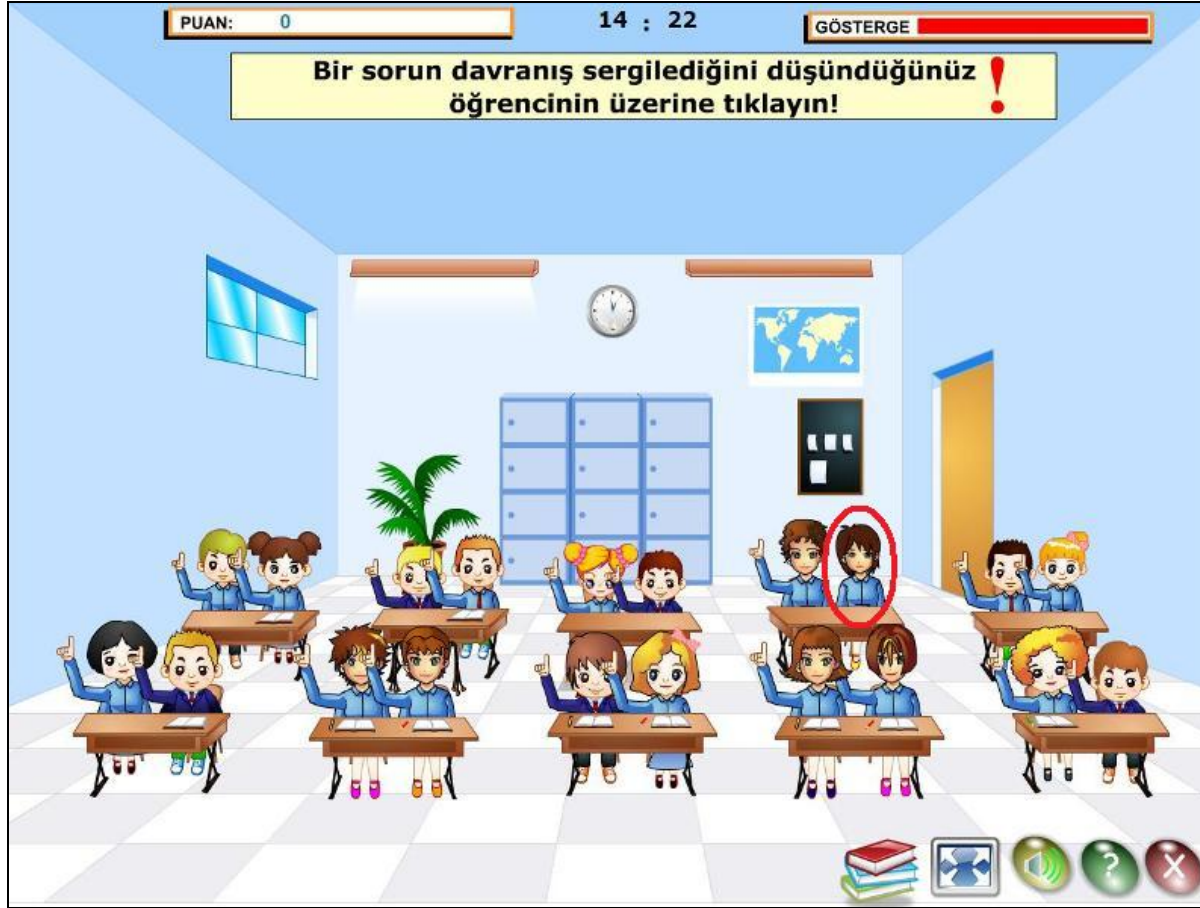 PUAN: 0
14 : 22
GÖSTERGE
Bir sorun davranış sergilediğini düşündüğünüz
öğrencinin üzerine tıklayın!
!
?
X